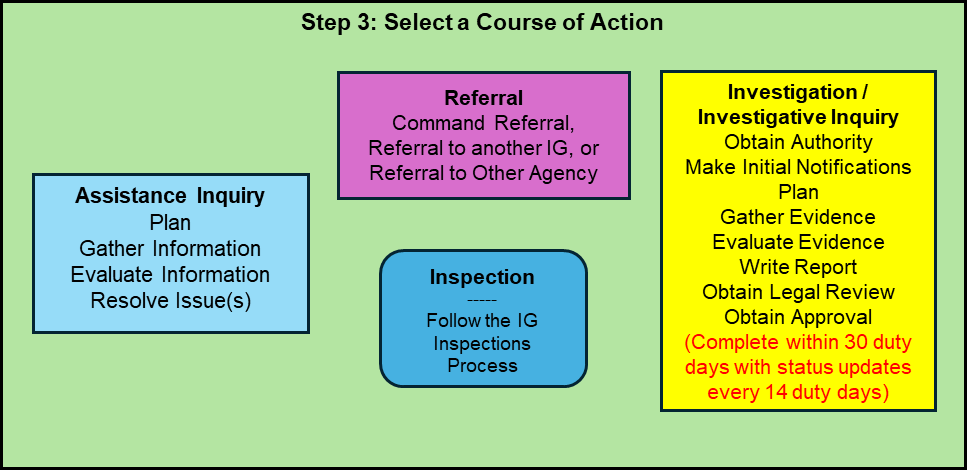 Step 3: Select a Course of Action
Assistance Inquiry
Plan
Gather Information
Evaluate Information
Resolve Issue(s)
Referral
Command Referral,
Referral to another IG, or
Referral to Other Agency
Inspection
-----
Follow the IG
Inspections
Process
Investigation /
Investigative Inquiry
Obtain Authority
Make Initial Notifications
Plan
Gather Evidence
Evaluate Evidence
Write Report
Obtain Legal Review
Obtain Approval
(Complete within 30 duty
days with status updates
every 14 duty days)